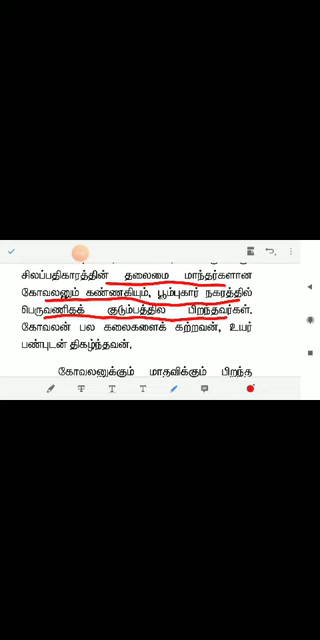 சிலப்பதிகாரத்தின் தலைமை மாந்தர்களான
கோவலனும் கண்ணகியும், பூம்புகார் நகரத்தில்
பெருவணிகக் குடும்பத்தில் பிறந்தவர்கள்.
கோவலன் பல கலைகளைக் கற்றவன், உயர்
பண்புடன் திகழ்ந்தவன்.
கோவலனுக்கும் மாதவிக்கும் பிறந்த